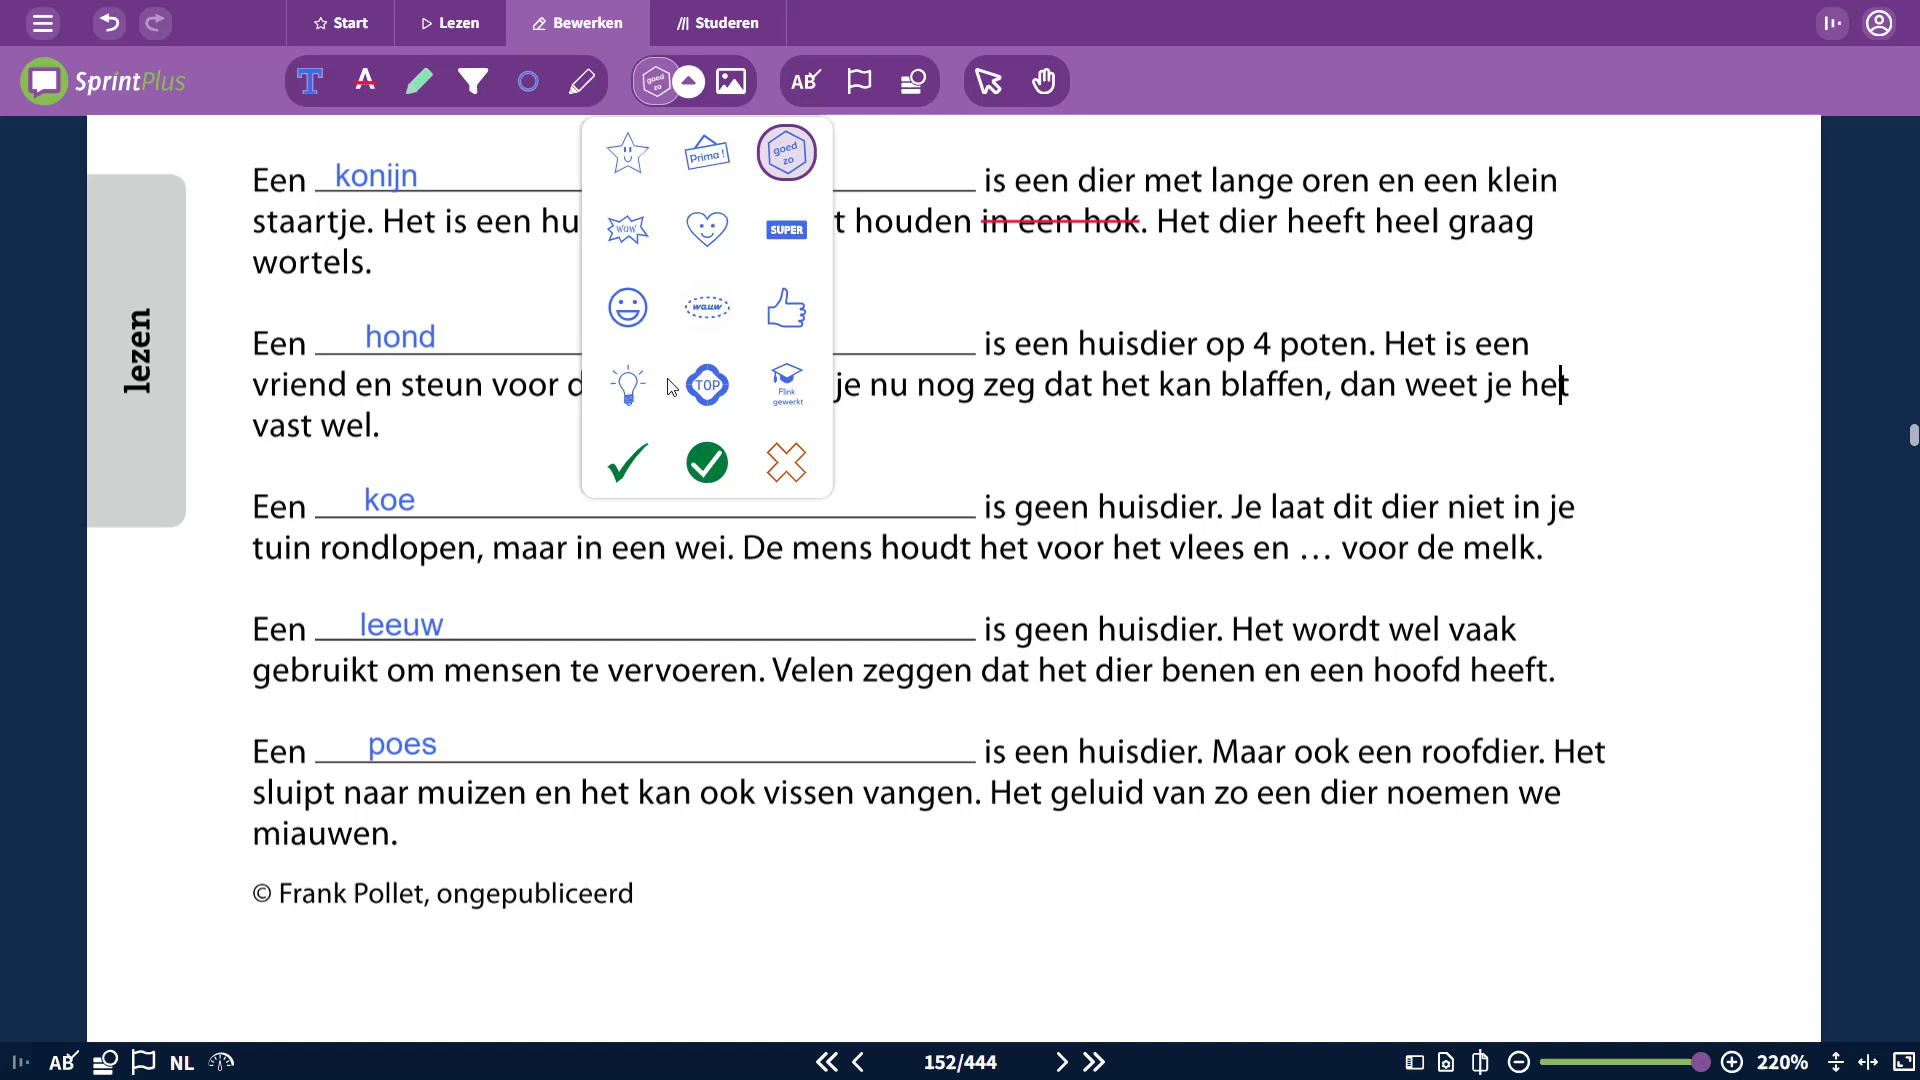 Start
Lezen
Bewerken
Studeren
SprintPlus
T
A
goed zo
AB
Prima !
goed zo
WOW
SUPER
wauw
TOP
Flink gewerkt
lezen
Een konijn is een dier met lange oren en een klein
staartje. Het is een hu t houden in een hok. Het dier heeft heel graag
wortels.
Een hond is een huisdier op 4 poten. Het is een
vriend en steun voor d je nu nog zeg dat het kan blaffen, dan weet je het
vast wel.
Een koe is geen huisdier. Je laat dit dier niet in je
tuin rondlopen, maar in een wei. De mens houdt het voor het vlees en … voor de melk.
Een leeuw is geen huisdier. Het wordt wel vaak
gebruikt om mensen te vervoeren. Velen zeggen dat het dier benen en een hoofd heeft.
Een poes is een huisdier. Maar ook een roofdier. Het
sluipt naar muizen en het kan ook vissen vangen. Het geluid van zo een dier noemen we
miauwen.
© Frank Pollet, ongepubliceerd
AB
NL
152/444
220%